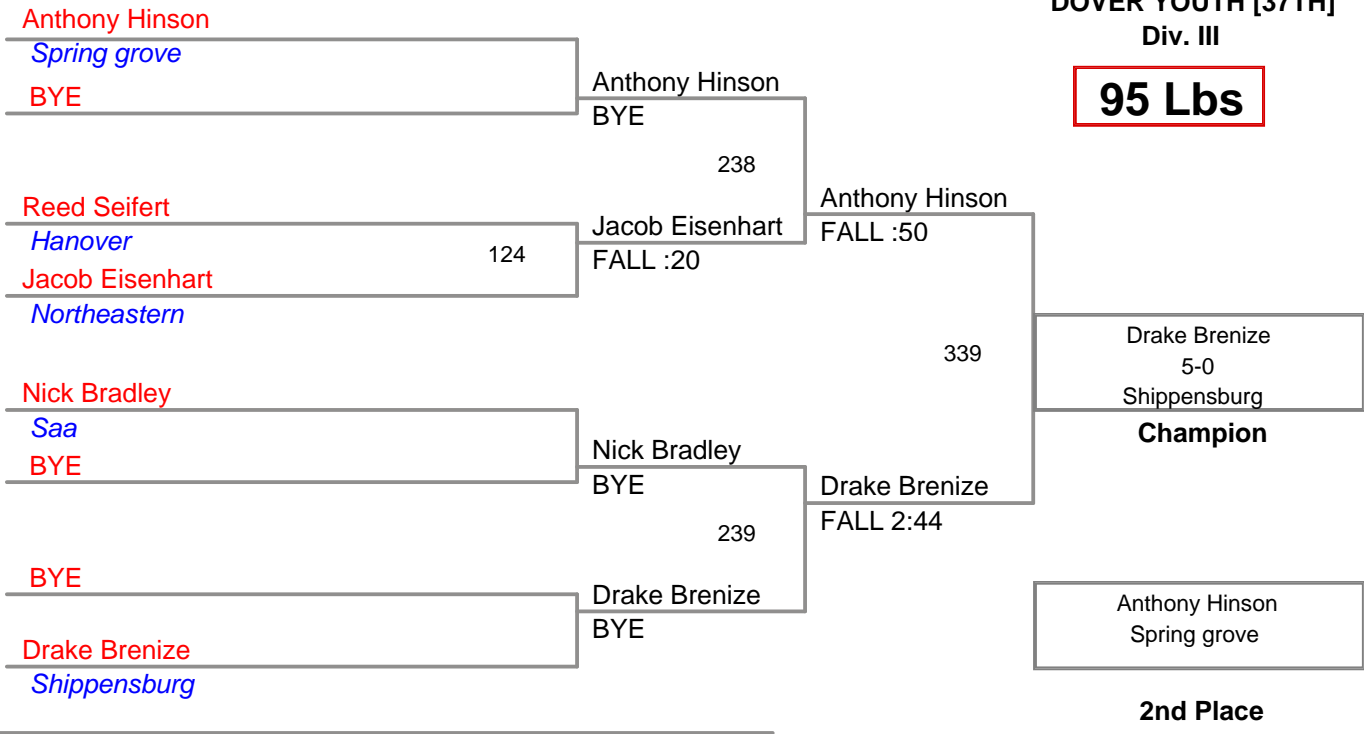 DOVER YOUTH [37TH]
Div. III
95 Lbs
Anthony Hinson
Spring grove
BYE
Reed Seifert
Hanover
124
Jacob Eisenhart
Northeastern
Nick Bradley
Saa
BYE
BYE
Drake Brenize
Shippensburg
Anthony Hinson
BYE
238
Jacob Eisenhart
FALL :20
Nick Bradley
BYE
239
Drake Brenize
BYE
Anthony Hinson
FALL :50
339
Drake Brenize
FALL 2:44
Drake Brenize
5-0
Shippensburg
Champion
Anthony Hinson
Spring grove
2nd Place